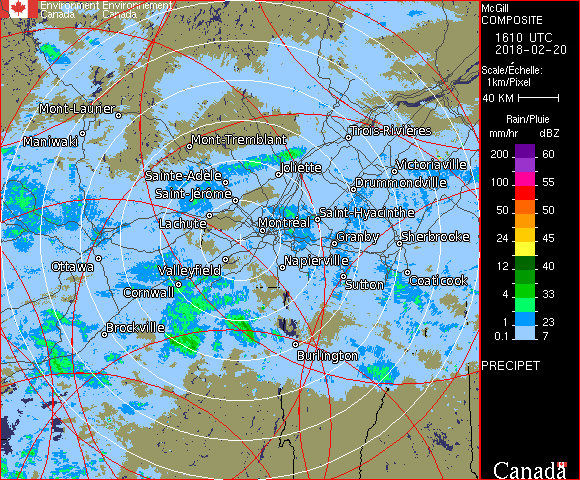 Environment Environnement
Canada Canada
McGill
COMPOSITE
1610 UTC
2018-02-20
Scale/Échelle:
1km/Pixel
40 KM
Rain/Pluie
mm/hr dBZ
200 60
100 55
50 50
24 45
12 40
4 33
1 23
0.1 7
PRECIPET
Canada
Mont-Laurier
Maniwaki
Mont-Tremblant
Trois-Rivières
Joliette
Victoriaville
Sainte-Adèle
Drummondville
Saint-Jérôme
Lachute
Saint-Hyacinthe
Montréal
Granby
Sherbrooke
Ottawa
Valleyfield
Napierville
Coaticook
Sutton
Cornwall
Brockville
Burlington